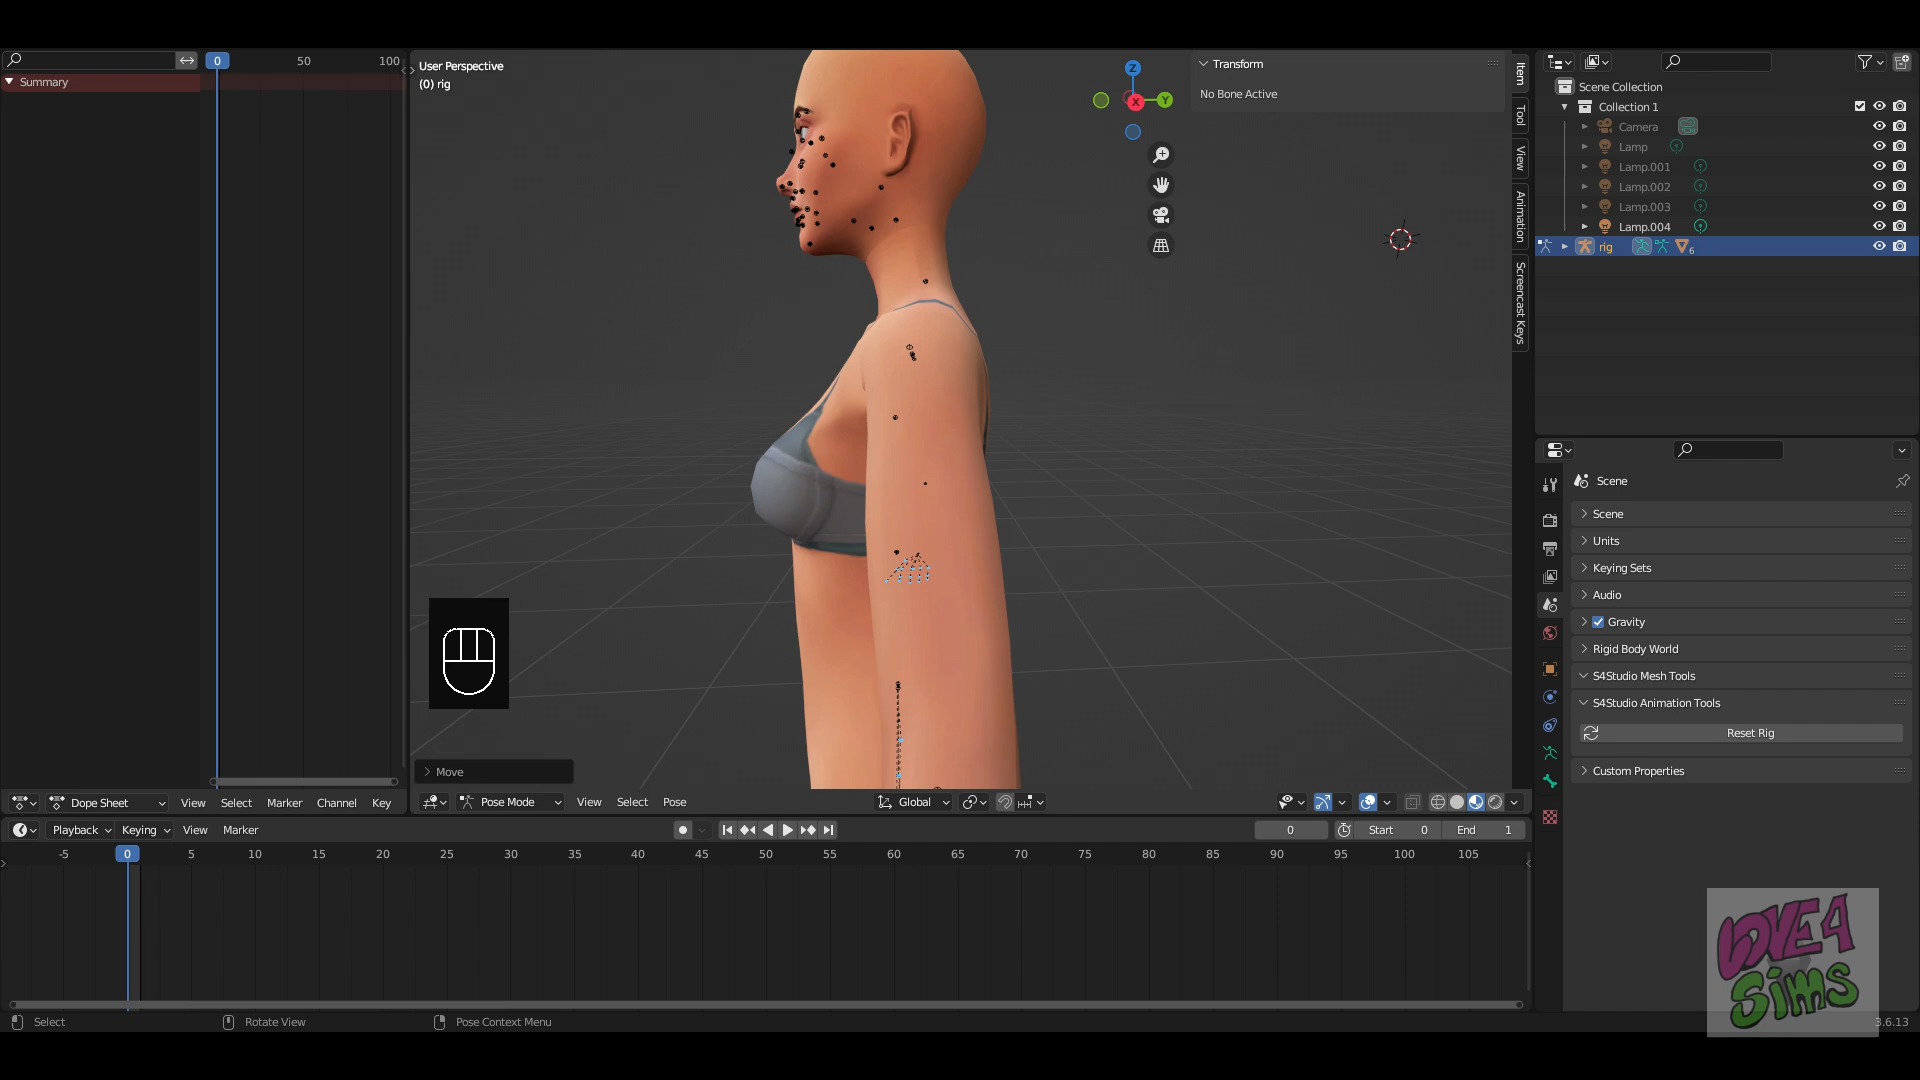 0 50 100
Summary
User Perspective
(0) rig
Transform
No Bone Active
Z
Y
X
Item
Tool
View
Animation
Screencast Keys
Scene Collection
Collection 1
Camera
Lamp
Lamp.001
Lamp.002
Lamp.003
Lamp.004
rig 6
Scene
Scene
Units
Keying Sets
Audio
Gravity
Rigid Body World
S4Studio Mesh Tools
S4Studio Animation Tools
Reset Rig
Custom Properties
Move
Dope Sheet View Select Marker Channel Key
Pose Mode View Select Pose Global
Playback Keying View Marker 0 Start 0 End 1
-5 0 5 10 15 20 25 30 35 40 45 50 55 60 65 70 75 80 85 90 95 100 105
LOVE4
Sims
Select Rotate View Pose Context Menu 3.6.13